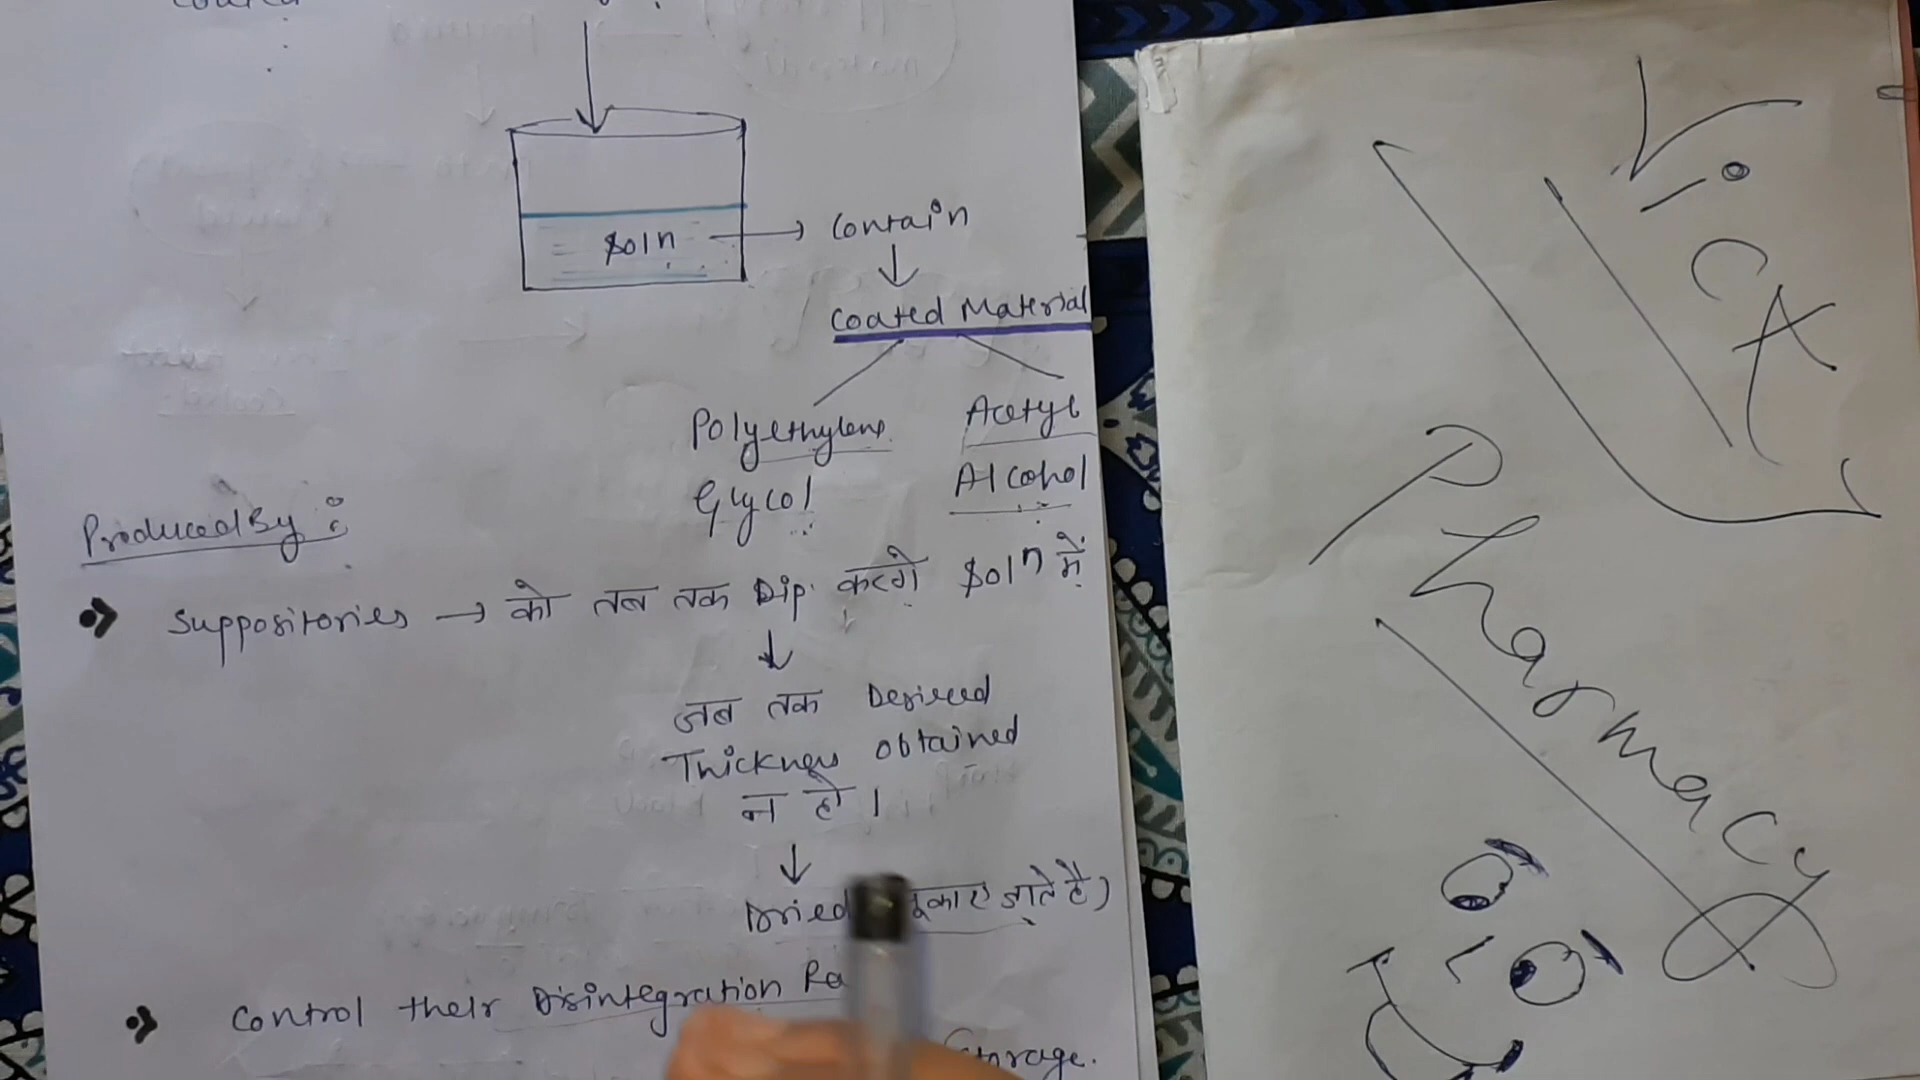 Soln → Contain
Coated Material
Polyethylene
Glycol
Acetyl
Alcohol
Produced By :
Suppositories → को तब तक Dip करगे Soln में
जब तक Desired
Thickness obtained
न हो ।
Dried
जाते है)
Control their Disintegration
Storage.
Vict
Pharmacy